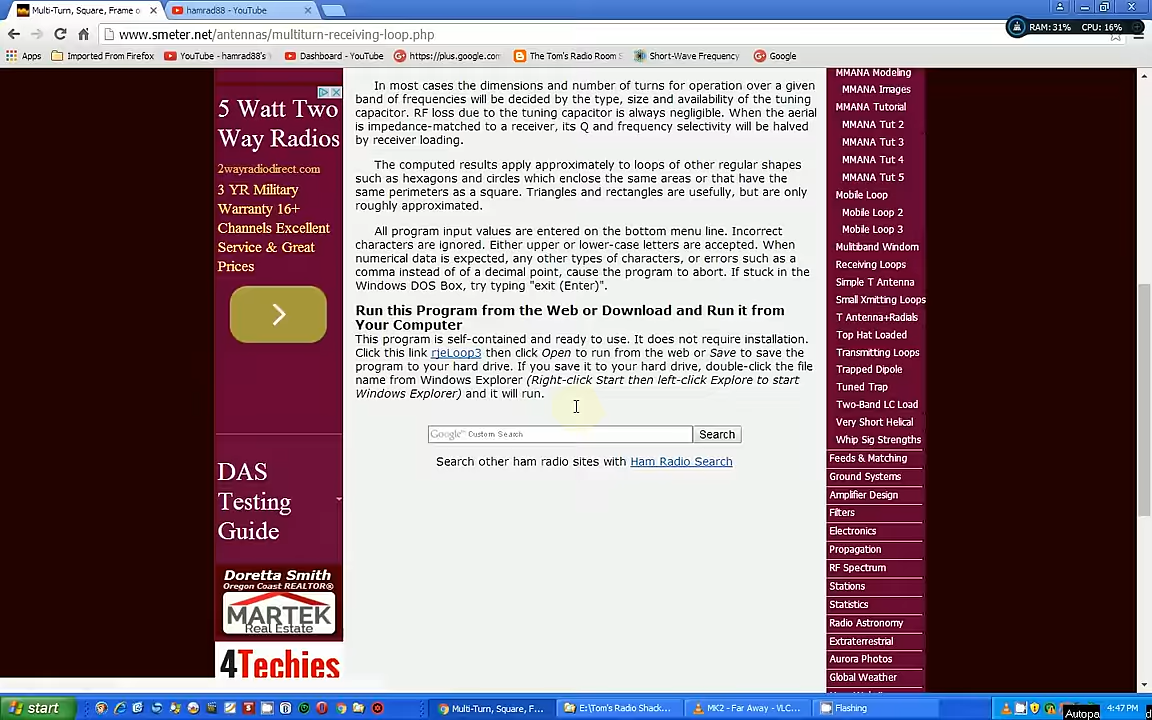 Multi-Turn, Square, Frame o
hamrad88 - YouTube
www.smeter.net/antennas/multiturn-receiving-loop.php
RAM: 31% CPU: 16%
Apps
Imported From Firefox
YouTube - hamrad88's
Dashboard - YouTube
https://plus.google.com
The Tom's Radio Room
Short-Wave Frequency
Google
5 Watt Two
Way Radios
2wayradiodirect.com
3 YR Military
Warranty 16+
Channels Excellent
Service & Great
Prices
DAS
Testing
Guide
Doretta Smith
Oregon Coast REALTOR®
MARTEK
Real Estate
4Techies
In most cases the dimensions and number of turns for operation over a given
band of frequencies will be decided by the type, size and availability of the tuning
capacitor. RF loss due to the tuning capacitor is always negligible. When the aerial
is impedance-matched to a receiver, its Q and frequency selectivity will be halved
by receiver loading.
The computed results apply approximately to loops of other regular shapes
such as hexagons and circles which enclose the same areas or that have the
same perimeters as a square. Triangles and rectangles are usefully, but are only
roughly approximated.
All program input values are entered on the bottom menu line. Incorrect
characters are ignored. Either upper or lower-case letters are accepted. When
numerical data is expected, any other types of characters, or errors such as a
comma instead of of a decimal point, cause the program to abort. If stuck in the
Windows DOS Box, try typing "exit (Enter)".
Run this Program from the Web or Download and Run it from
Your Computer
This program is self-contained and ready to use. It does not require installation.
Click this link rjeLoop3 then click Open to run from the web or Save to save the
program to your hard drive. If you save it to your hard drive, double-click the file
name from Windows Explorer (Right-click Start then left-click Explore to start
Windows Explorer) and it will run.
Google™ Custom Search
Search
Search other ham radio sites with Ham Radio Search
MMANA Modeling
MMANA Images
MMANA Tutorial
MMANA Tut 2
MMANA Tut 3
MMANA Tut 4
MMANA Tut 5
Mobile Loop
Mobile Loop 2
Mobile Loop 3
Multiband Windom
Receiving Loops
Simple T Antenna
Small Xmitting Loops
T Antenna+Radials
Top Hat Loaded
Transmitting Loops
Trapped Dipole
Tuned Trap
Two-Band LC Load
Very Short Helical
Whip Sig Strengths
Feeds & Matching
Ground Systems
Amplifier Design
Filters
Electronics
Propagation
RF Spectrum
Stations
Statistics
Radio Astronomy
Extraterrestrial
Aurora Photos
Global Weather
start
Multi-Turn, Square, F...
E:\Tom's Radio Shack...
MK2 - Far Away - VLC...
Flashing
4:47 PM
Autopa